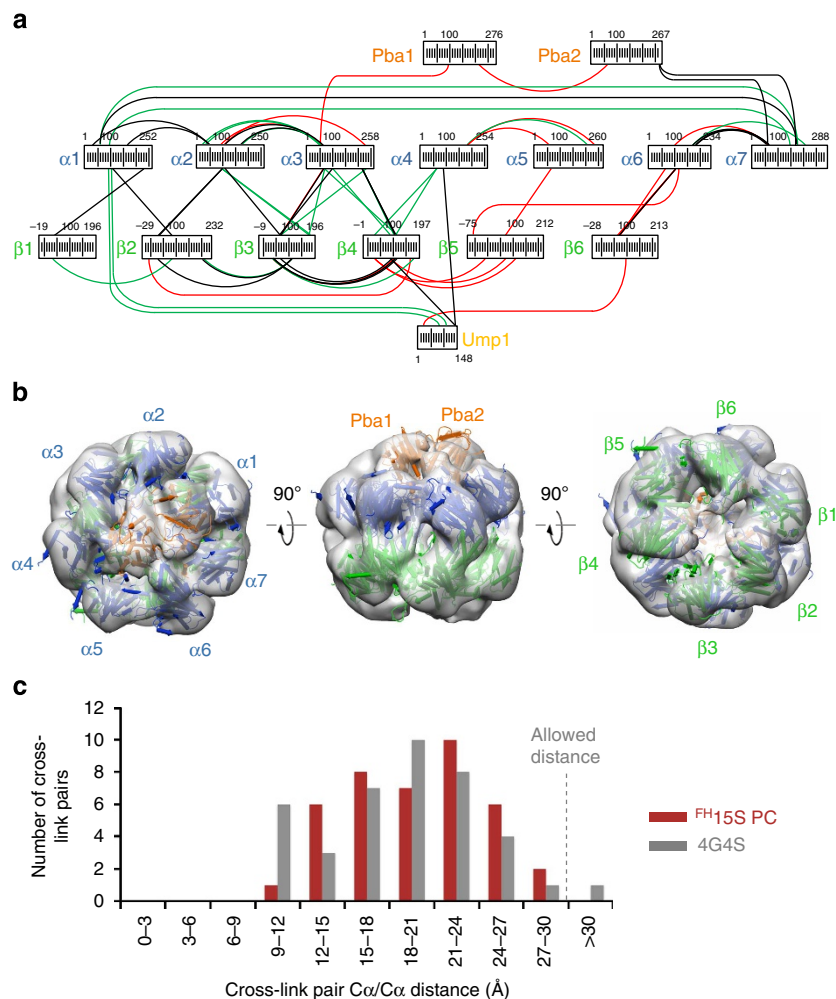 a
1 100 276
1 100 267
Pba1
Pba2
1 100 252
1 100 250
1 100 258
1 100 254
1 100 260
1 100 234
1 100 288
α1
α2
α3
α4
α5
α6
α7
−19 100 196
−29 100 232
−9 100 196
−1 100 197
−75 100 212
−28 100 213
β1
β2
β3
β4
β5
β6
Ump1
1 148
b
α2
α3
α1
α4
α7
α5
α6
90°
Pba1 Pba2
90°
β6
β5
β1
β4
β2
β3
c
Number of cross-
link pairs
12
10
8
6
4
2
0
Allowed
distance
FH15S PC
4G4S
0–3
3–6
6–9
9–12
12–15
15–18
18–21
21–24
24–27
27–30
>30
Cross-link pair Cα/Cα distance (Å)